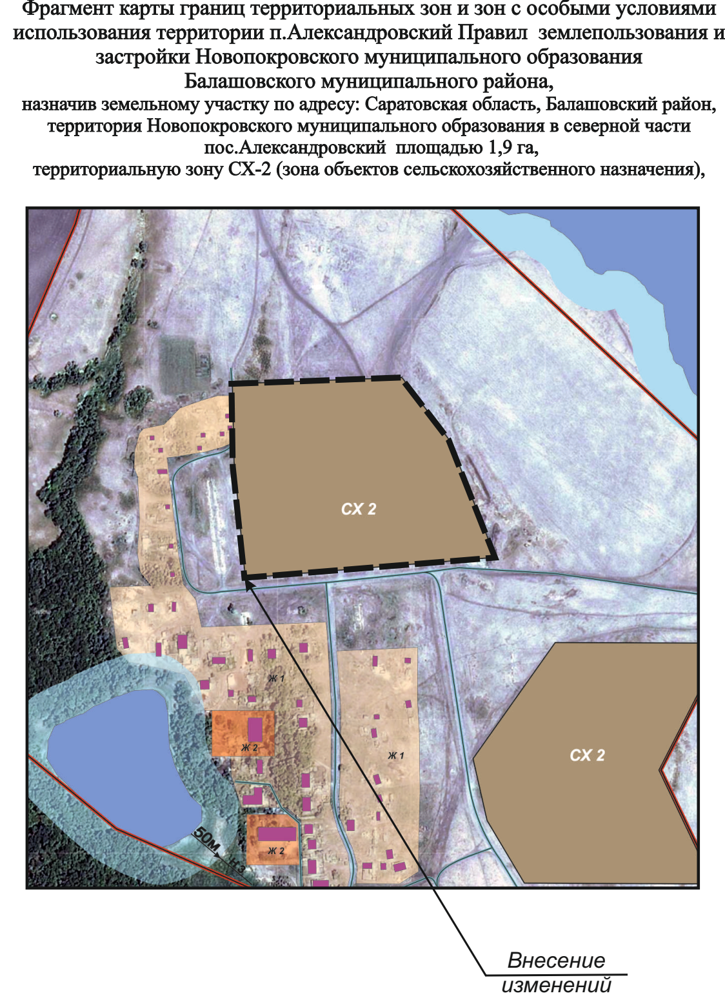 Фрагмент карты границ территориальных зон и зон с особыми условиями
использования территории п.Александровский Правил землепользования и
застройки Новопокровского муниципального образования
Балашовского муниципального района,
назначив земельному участку по адресу: Саратовская область, Балашовский район,
территория Новопокровского муниципального образования в северной части
пос.Александровский площадью 1,9 га,
территориальную зону СХ-2 (зона объектов сельскохозяйственного назначения),
СХ 2
Ж 1
Ж 2
Ж 1
СХ 2
50м
Ж 2
Внесение
изменений